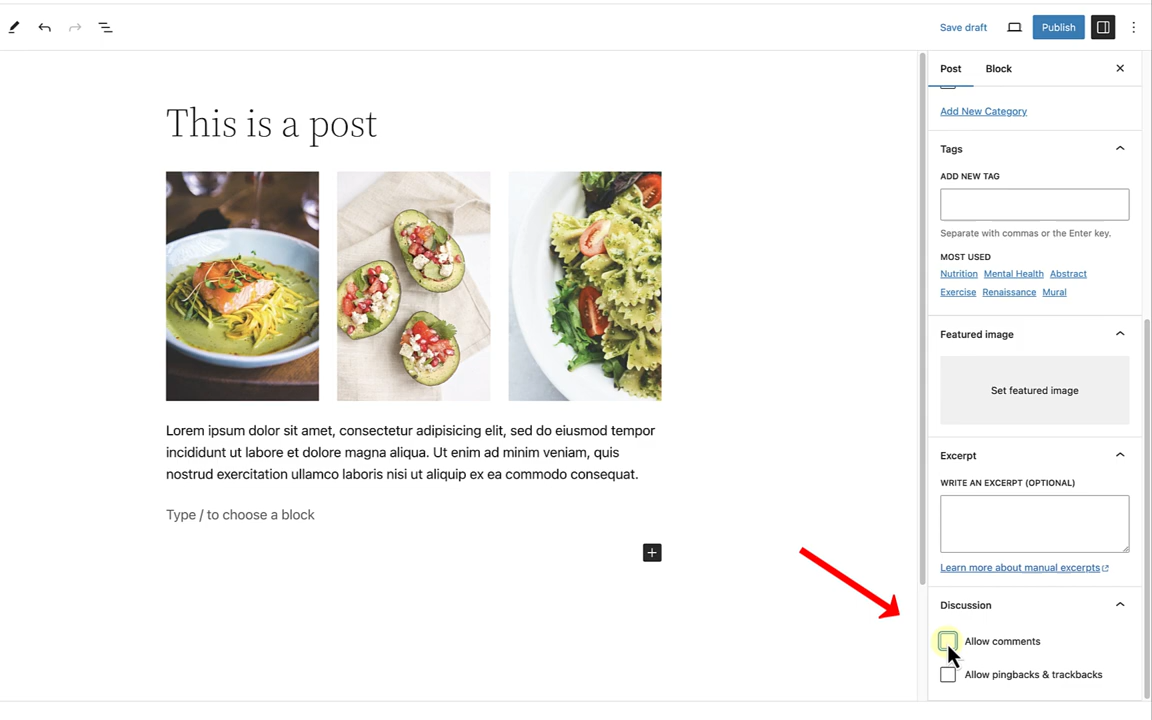 Save draft
Publish
Post
Block
Add New Category
This is a post
Tags
ADD NEW TAG
Separate with commas or the Enter key.
MOST USED
Nutrition Mental Health Abstract
Exercise Renaissance Mural
Featured image
Set featured image
Lorem ipsum dolor sit amet, consectetur adipisicing elit, sed do eiusmod tempor
incididunt ut labore et dolore magna aliqua. Ut enim ad minim veniam, quis
nostrud exercitation ullamco laboris nisi ut aliquip ex ea commodo consequat.
Type / to choose a block
Excerpt
WRITE AN EXCERPT (OPTIONAL)
Learn more about manual excerpts
Discussion
Allow comments
Allow pingbacks & trackbacks